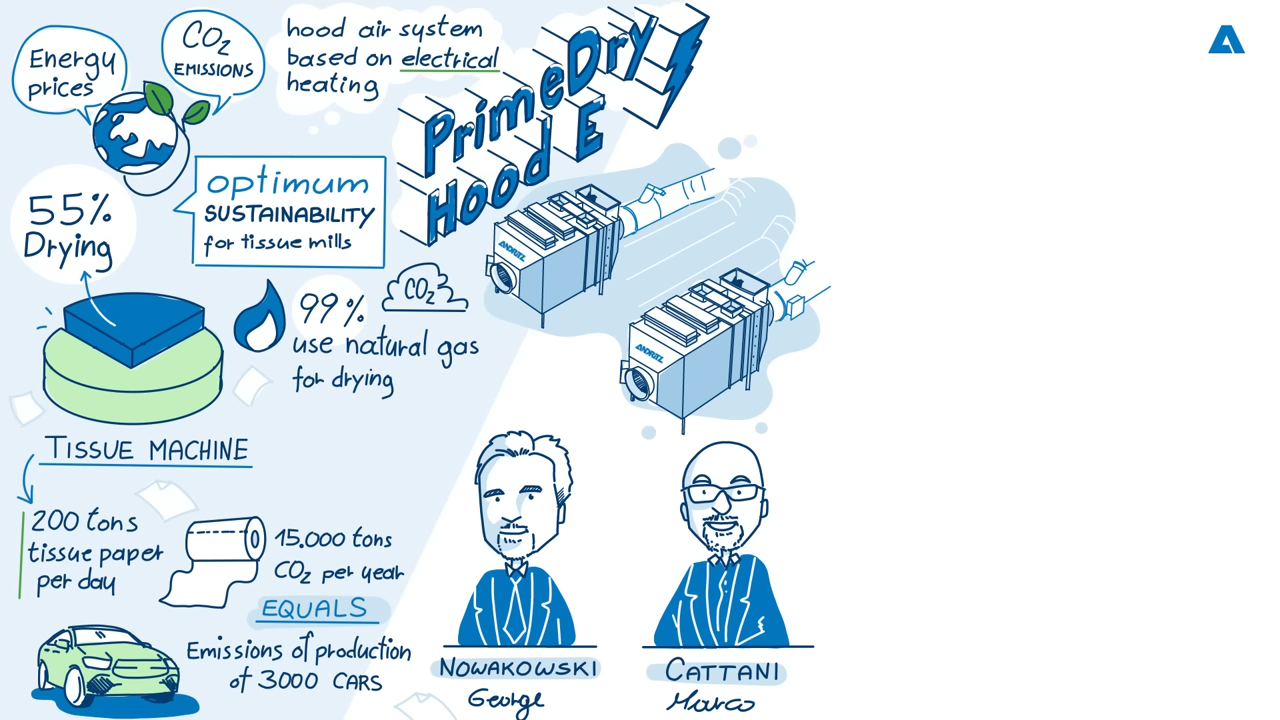 Energy
prices
CO₂
EMISSIONS
hood air system
based on electrical
heating
PrimeDry
Hood E
optimum
SUSTAINABILITY
for tissue mills
55%
Drying
99%
use natural gas
for drying
CO₂
ANDRITZ
ANDRITZ
TISSUE MACHINE
200 tons
tissue paper
per day
15.000 tons
CO₂ per year
EQUALS
Emissions of production
of 3000 CARS
NOWAKOWSKI
George
CATTANI
Marco